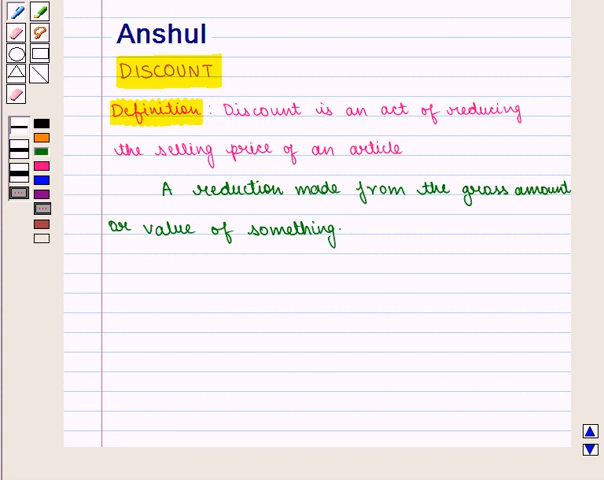 Anshul
DISCOUNT
Definition : Discount is an act of reducing
the selling price of an article
A reduction made from the gross amount
or value of something.